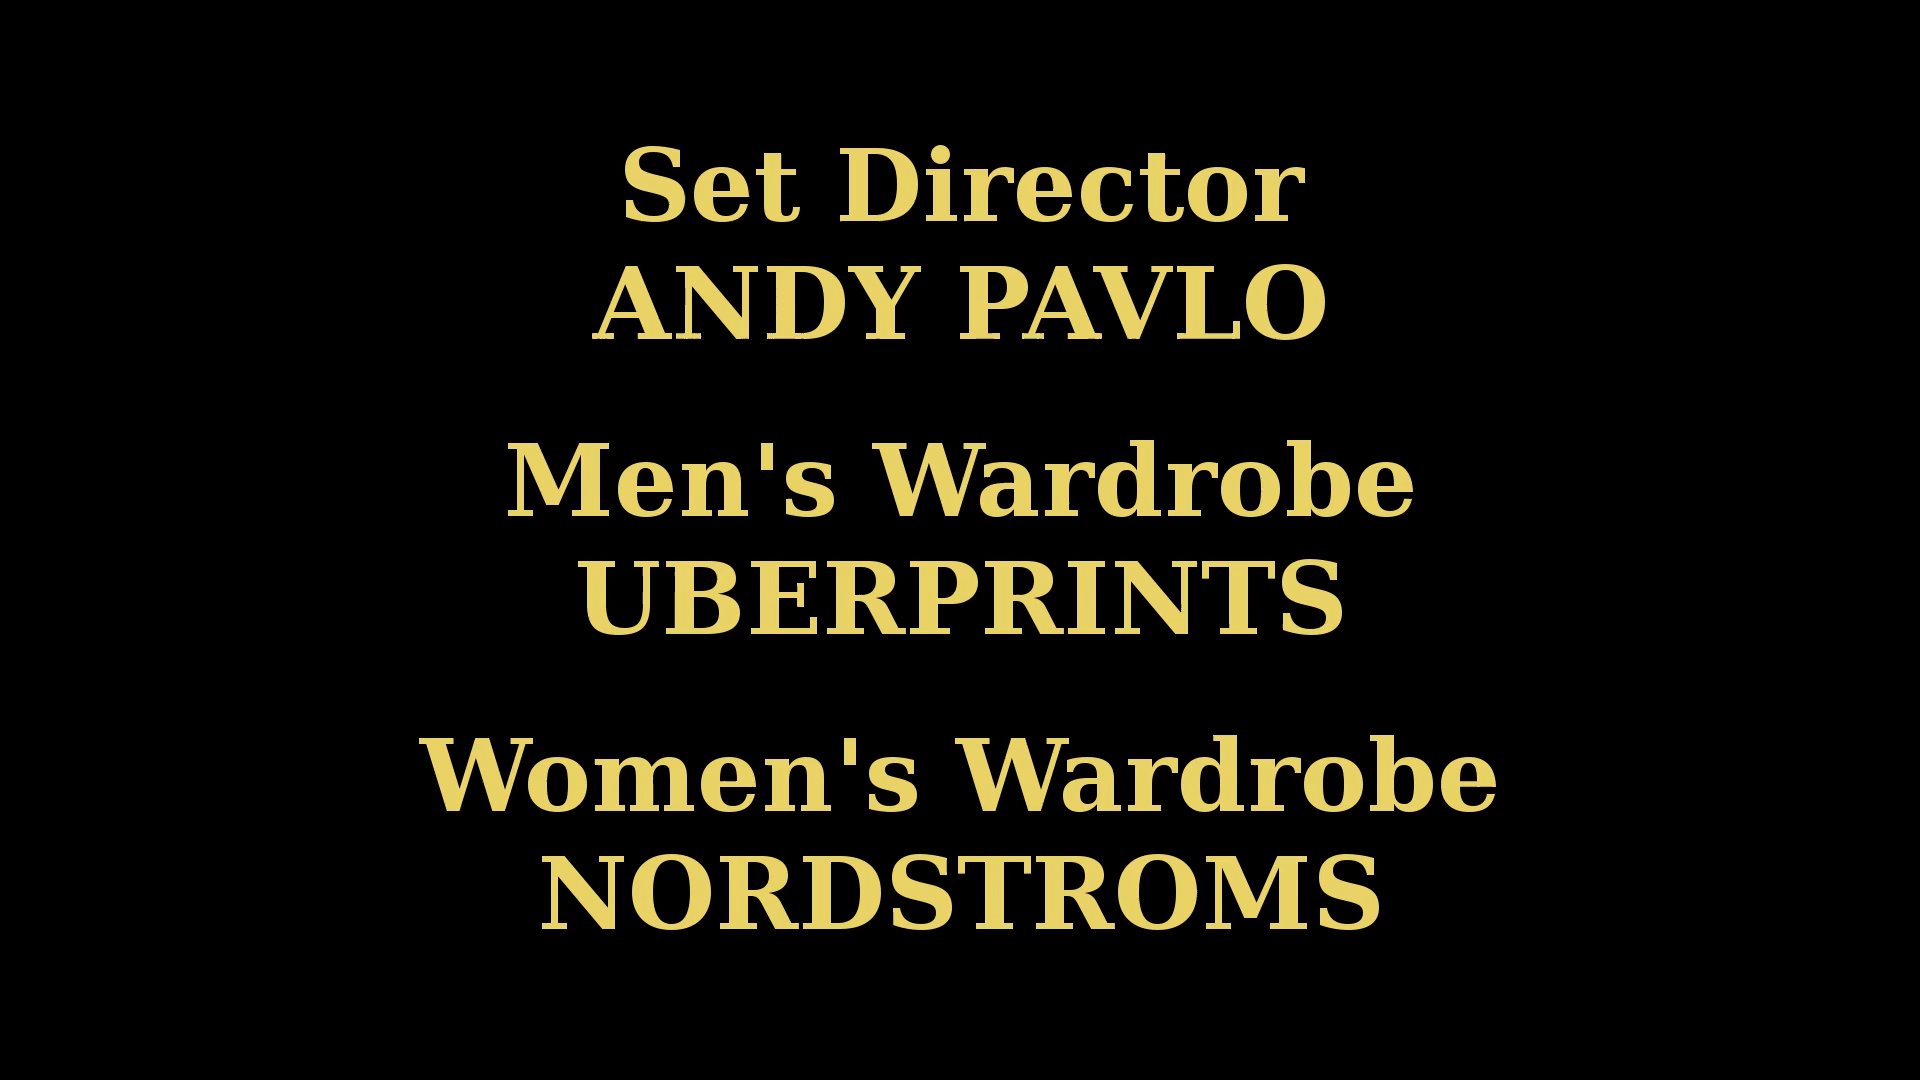 Set Director
ANDY PAVLO
Men's Wardrobe
UBERPRINTS
Women's Wardrobe
NORDSTROMS